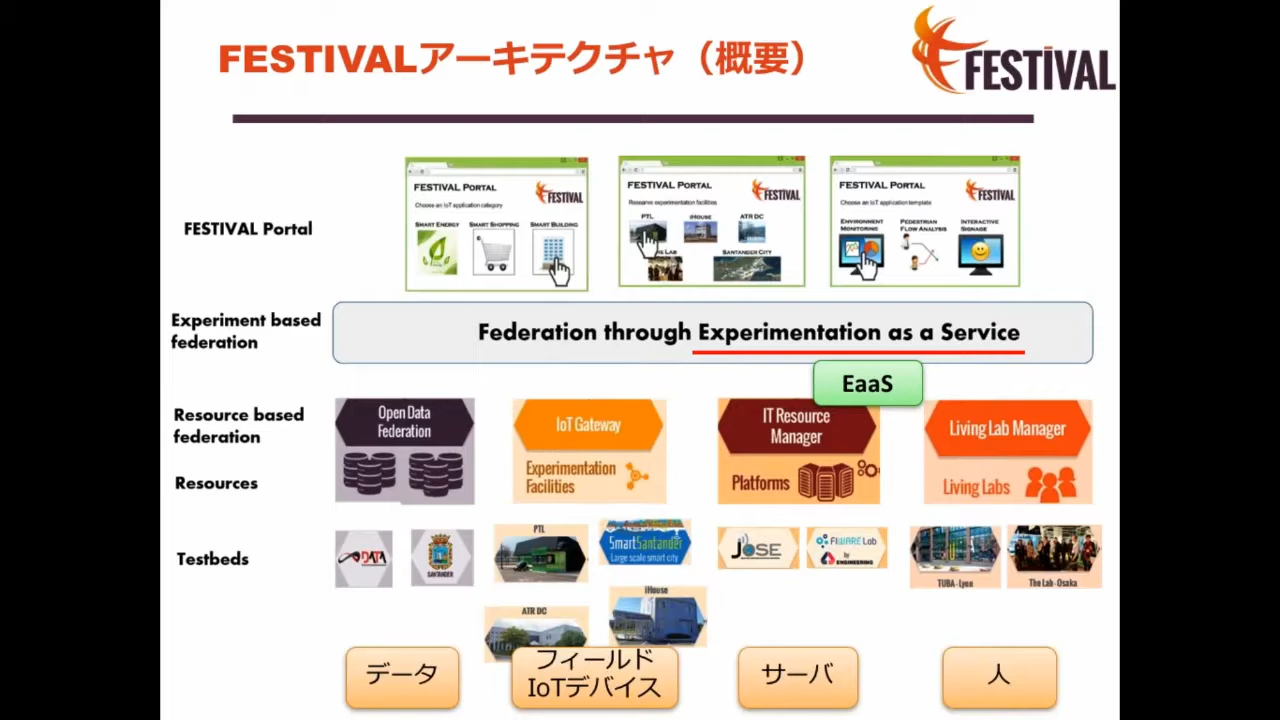 FESTIVALアーキテクチャ（概要）
FESTIVAL
FESTIVAL Portal
FESTIVAL PORTAL
FESTIVAL
Choose an IoT application category
SMART ENERGY
SMART SHOPPING
SMART BUILDING
FESTIVAL PORTAL
FESTIVAL
Reserve experimentation facilities
PTL
iHOUSE
ATR DC
LAB
SANTANDER CITY
FESTIVAL PORTAL
FESTIVAL
Choose an IoT application template
ENVIRONMENT
MONITORING
PEDESTRIAN
FLOW ANALYSIS
INTERACTIVE
SIGNAGE
Experiment based
federation
Federation through Experimentation as a Service
EaaS
Resource based
federation
Open Data
Federation
IoT Gateway
IT Resource
Manager
Living Lab Manager
Resources
Experimentation
Facilities
Platforms
Living Labs
Testbeds
DATA
SANTANDER
PTL
SmartSantander
Large scale smart city
JOSE
FIWARE Lab
by
ENGINEERING
TUBA-Lyon
The Lab-Osaka
ATR DC
iHouse
データ
フィールド
IoTデバイス
サーバ
人